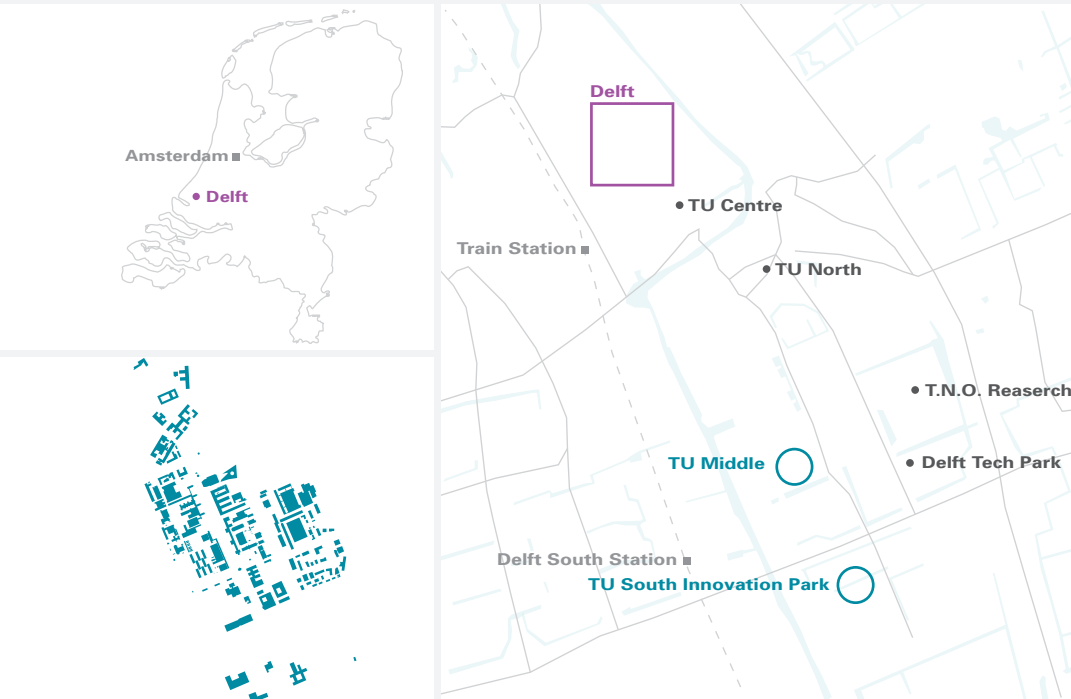 Amsterdam
Delft
Delft
TU Centre
Train Station
TU North
T.N.O. Reaserch
TU Middle
Delft Tech Park
Delft South Station
TU South Innovation Park